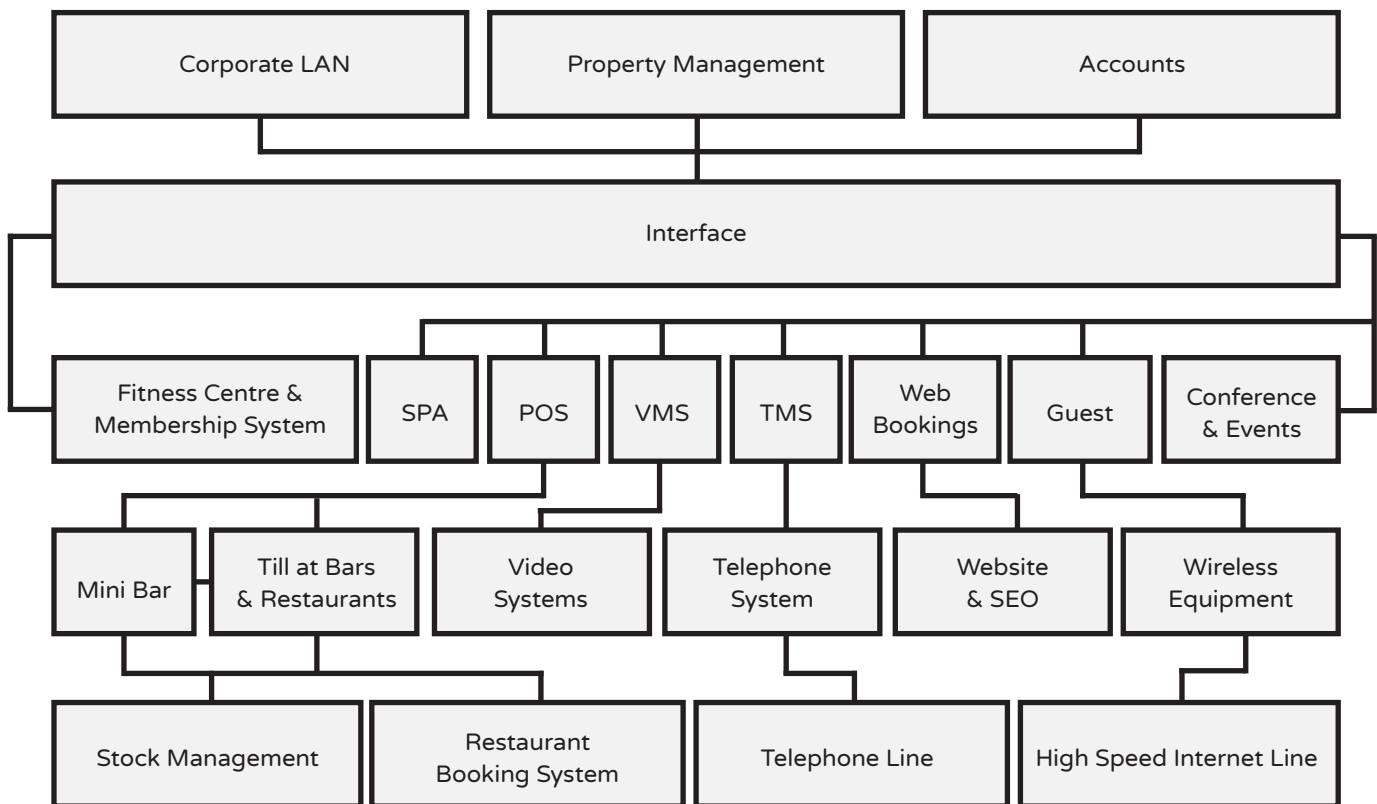 Corporate LAN
Property Management
Accounts
Interface
Fitness Centre &
Membership System
SPA
POS
VMS
TMS
Web
Bookings
Guest
Conference
& Events
Mini Bar
Till at Bars
& Restaurants
Video
Systems
Telephone
System
Website
& SEO
Wireless
Equipment
Stock Management
Restaurant
Booking System
Telephone Line
High Speed Internet Line